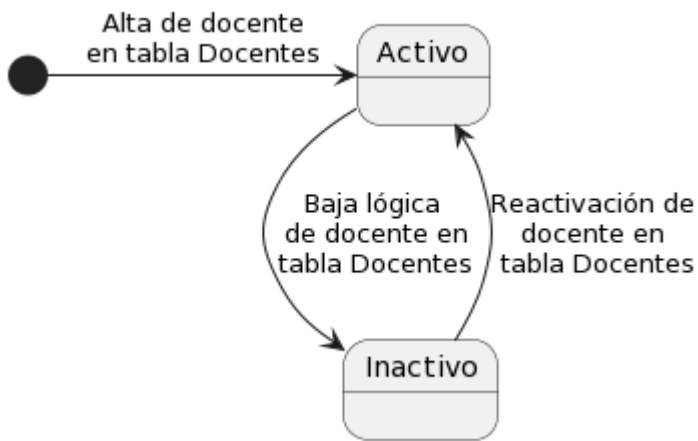 Alta de docente
en tabla Docentes
Activo
Baja lógica
de docente en
tabla Docentes
Reactivación de
docente en
tabla Docentes
Inactivo